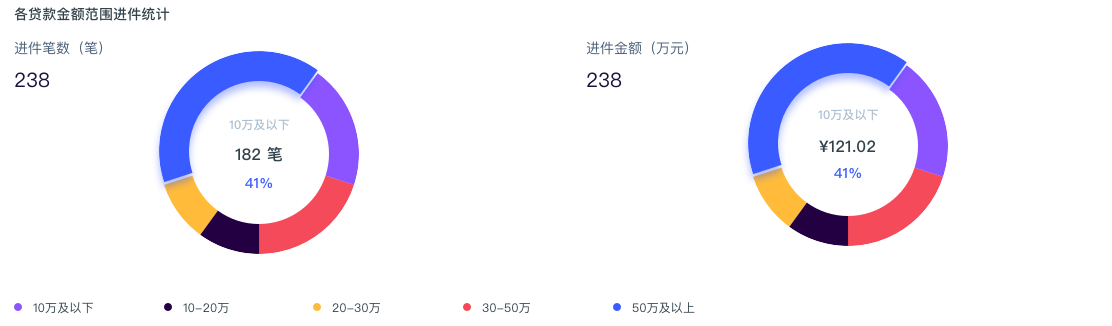 各贷款金额范围进件统计
进件笔数（笔）
238
10万及以下
182 笔
41%
进件金额（万元）
238
10万及以下
¥121.02
41%
10万及以下
10-20万
20-30万
30-50万
50万及以上